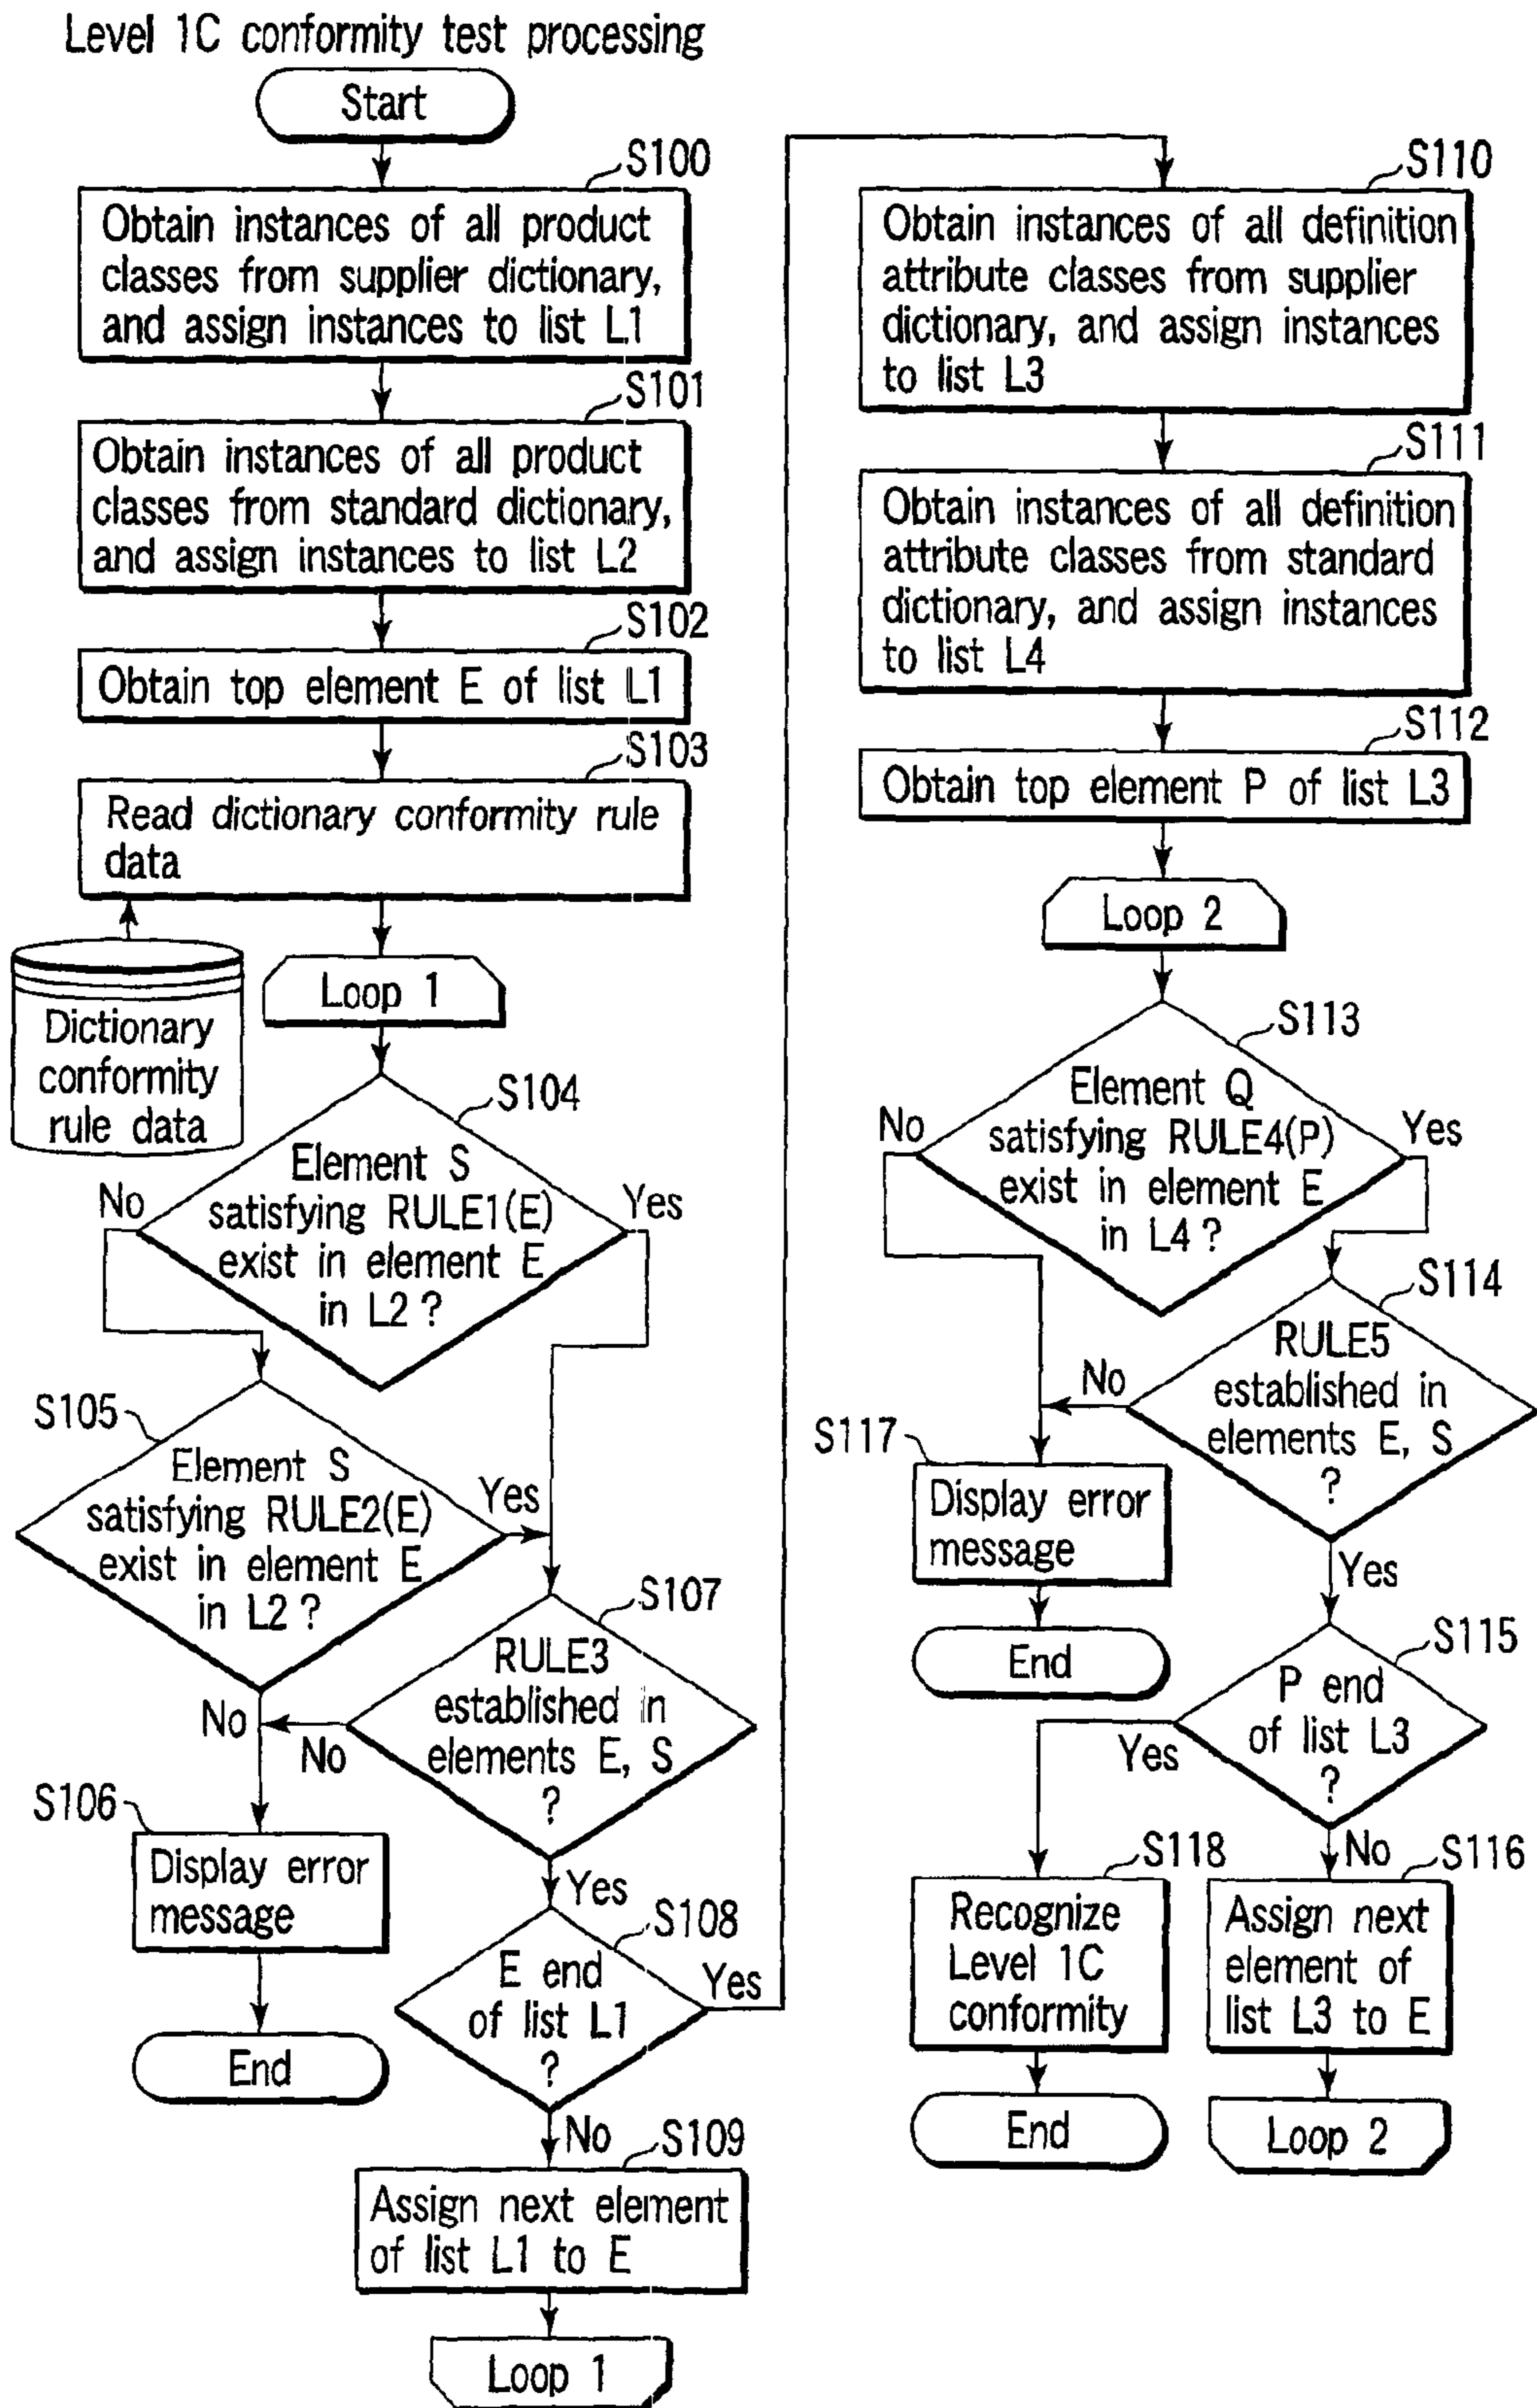 Level 1C conformity test processing
Start
S100
Obtain instances of all product
classes from supplier dictionary,
and assign instances to list L1
S101
Obtain instances of all product
classes from standard dictionary,
and assign instances to list L2
S102
Obtain top element E of list L1
S103
Read dictionary conformity rule
data
Dictionary
conformity
rule data
Loop 1
S104
Element S
satisfying RULE1(E)
exist in element E
in L2 ?
No
Yes
S105
Element S
satisfying RULE2(E)
exist in element E
in L2 ?
Yes
No
S107
RULE3
established in
elements E, S
?
No
Yes
S106
Display error
message
End
S108
E end
of list L1
?
Yes
No
S109
Assign next element
of list L1 to E
Loop 1
S110
Obtain instances of all definition
attribute classes from supplier
dictionary, and assign instances
to list L3
S111
Obtain instances of all definition
attribute classes from standard
dictionary, and assign instances
to list L4
S112
Obtain top element P of list L3
Loop 2
S113
Element Q
satisfying RULE4(P)
exist in element E
in L4 ?
No
Yes
S114
RULE5
established in
elements E, S
?
No
Yes
S117
Display error
message
End
S115
P end
of list L3
?
Yes
No
S118
Recognize
Level 1C
conformity
End
S116
Assign next
element of
list L3 to E
Loop 2